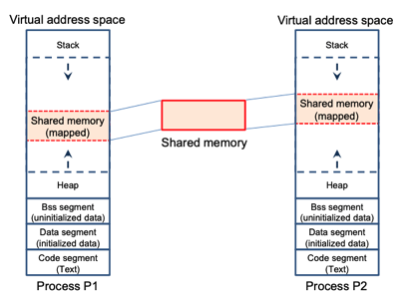 Virtual address space
Stack
Shared memory
(mapped)
Heap
Bss segment
(uninitialized data)
Data segment
(initialized data)
Code segment
(Text)
Process P1
Shared memory
Virtual address space
Stack
Shared memory
(mapped)
Heap
Bss segment
(uninitialized data)
Data segment
(initialized data)
Code segment
(Text)
Process P2